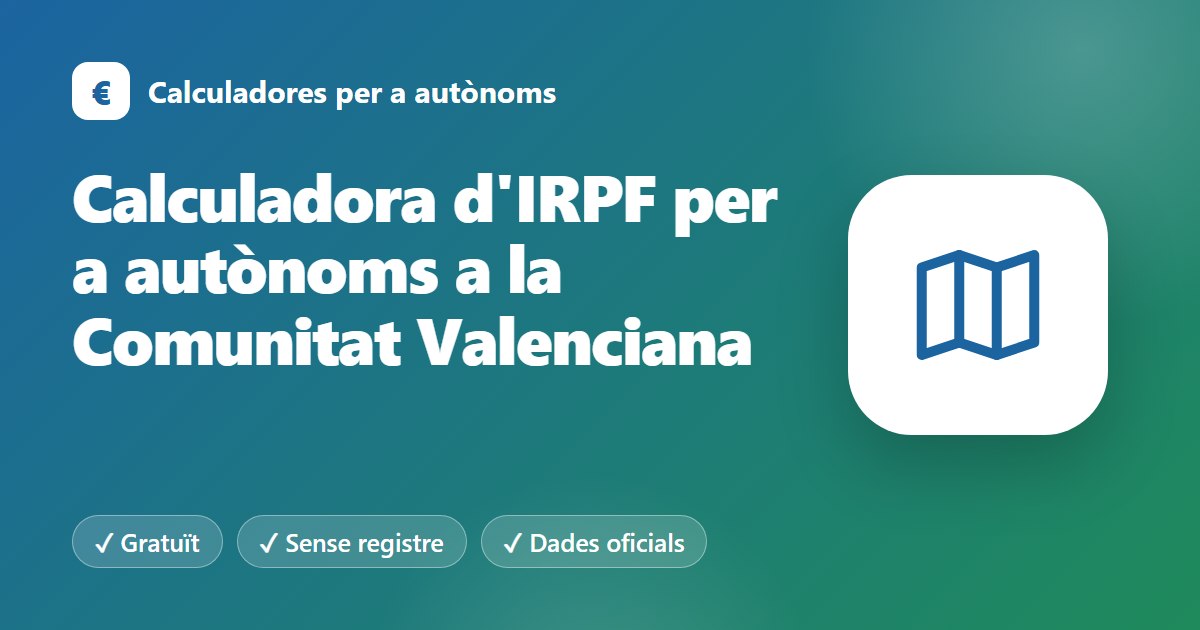 €
Calculadores per a autònoms
Calculadora d'IRPF per
a autònoms a la
Comunitat Valenciana
✓ Gratuït
✓ Sense registre
✓ Dades oficials